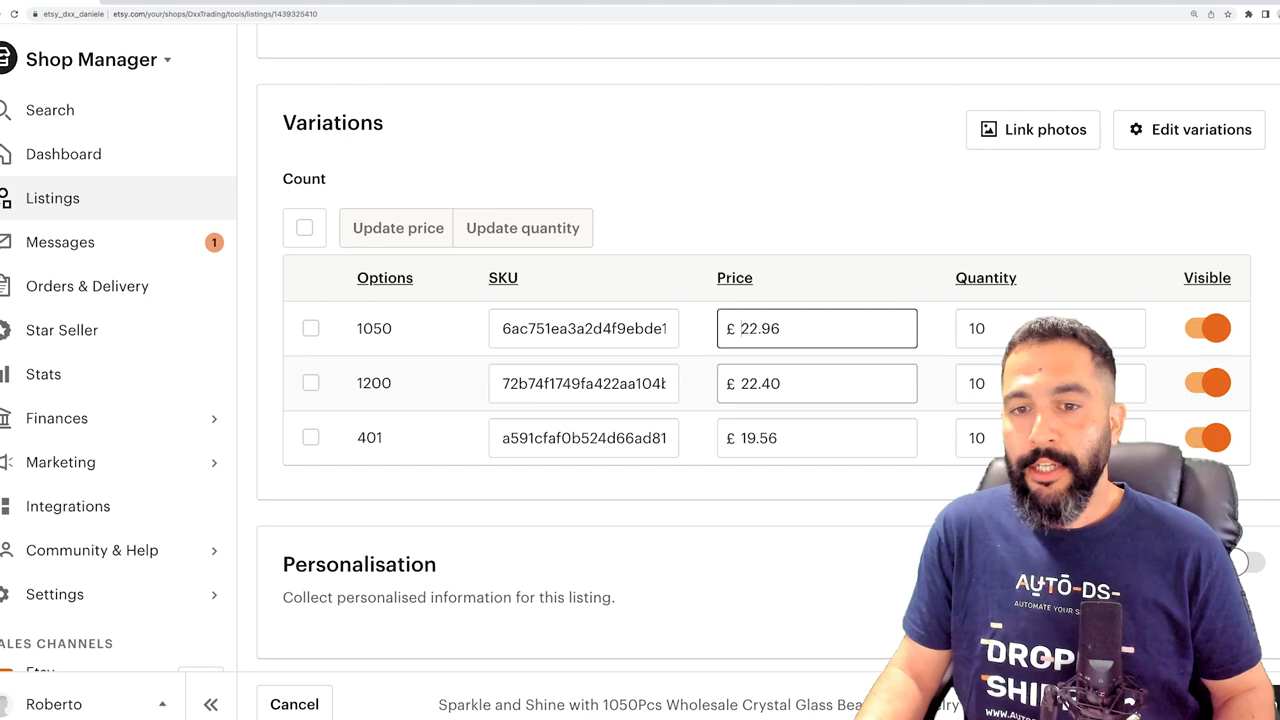 etsy_dxx_daniele etsy.com/your/shops/DxxTrading/tools/listings/1439325410
Shop Manager
Search
Dashboard
Listings
Messages 1
Orders & Delivery
Star Seller
Stats
Finances
Marketing
Integrations
Community & Help
Settings
ALES CHANNELS
Roberto
Variations
Link photos
Edit variations
Count
Update price Update quantity
Options SKU Price Quantity Visible
1050 6ac751ea3a2d4f9ebde1 £ 22.96 10
1200 72b74f1749fa422aa104b £ 22.40 10
401 a591cfaf0b524d66ad81 £ 19.56 10
Personalisation
Collect personalised information for this listing.
Cancel
Sparkle and Shine with 1050Pcs Wholesale Crystal Glass Bea
AUTO-DS-
AUTOMATE YOUR
DROP
SHI